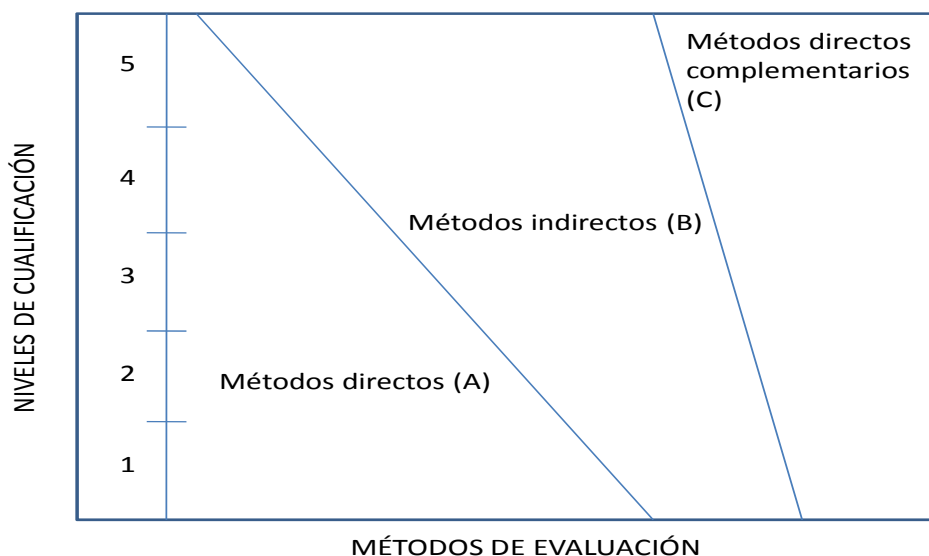 NIVELES DE CUALIFICACIÓN
5
4
3
2
1
Métodos directos
complementarios
(C)
Métodos indirectos (B)
Métodos directos (A)
MÉTODOS DE EVALUACIÓN